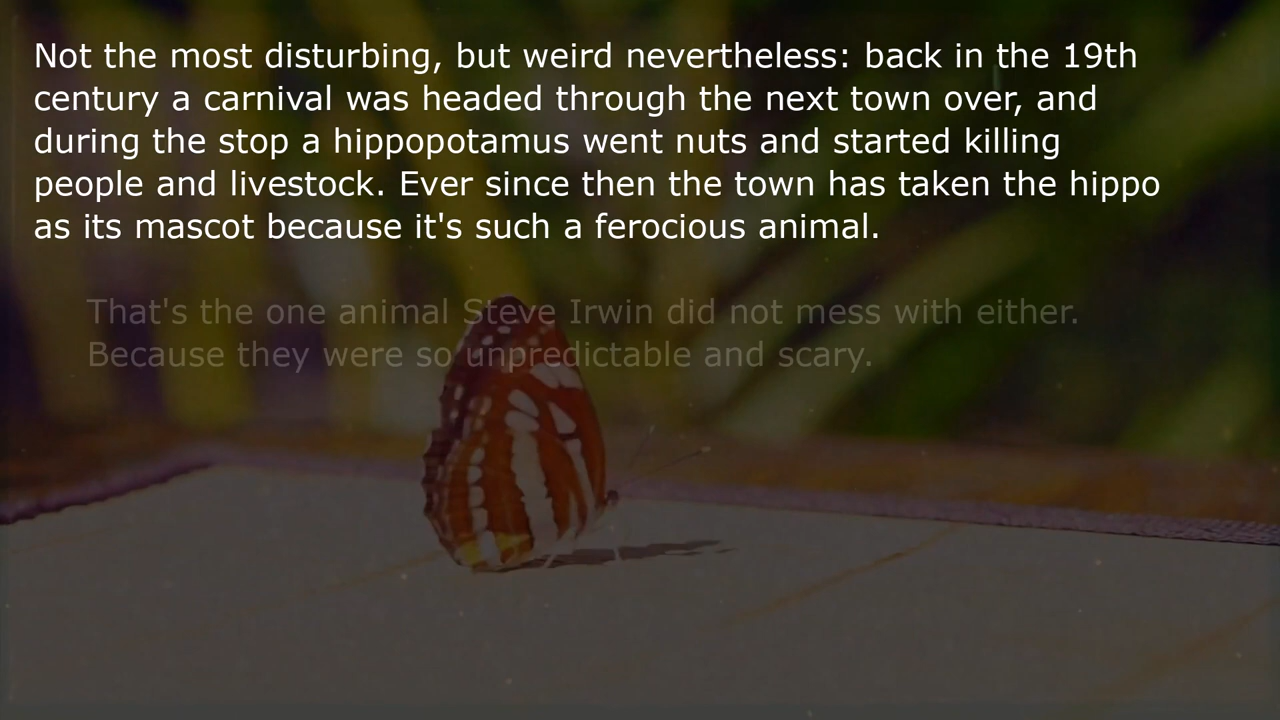 Not the most disturbing, but weird nevertheless: back in the 19th
century a carnival was headed through the next town over, and
during the stop a hippopotamus went nuts and started killing
people and livestock. Ever since then the town has taken the hippo
as its mascot because it's such a ferocious animal.
That's the one animal Steve Irwin did not mess with either.
Because they were so unpredictable and scary.